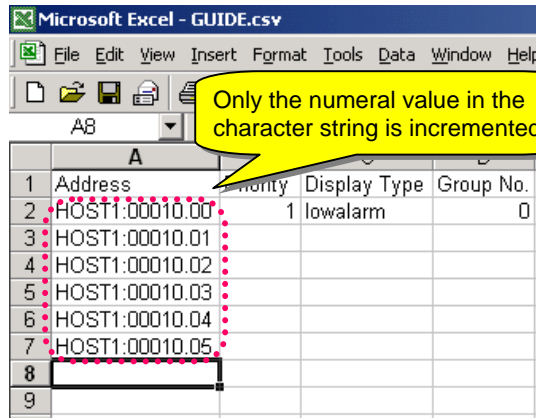 Microsoft Excel - GUIDE.csv
File Edit View Insert Format Tools Data Window Help
Only the numeral value in the
character string is incremented
A8
A D
1 Address Priority Display Type Group No.
2 HOST1:00010.00 1 lowalarm 0
3 HOST1:00010.01
4 HOST1:00010.02
5 HOST1:00010.03
6 HOST1:00010.04
7 HOST1:00010.05
8
9